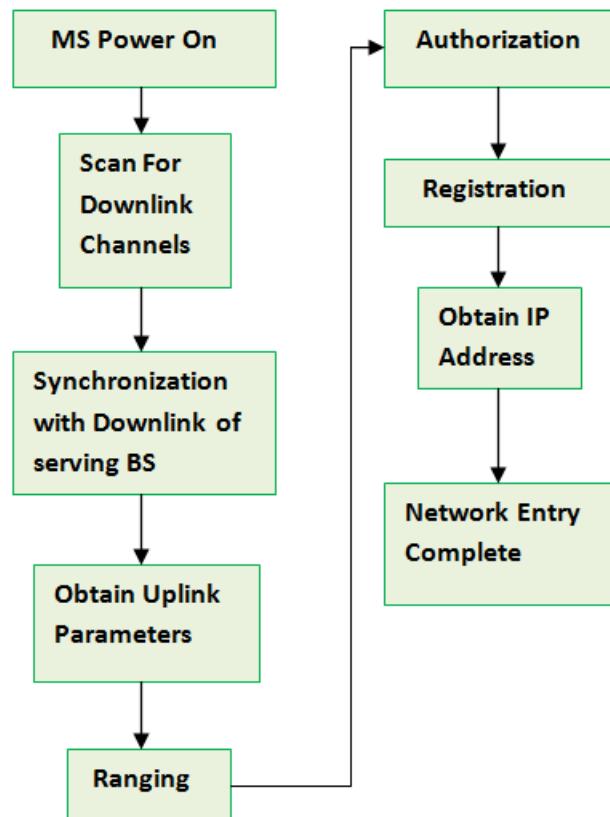 MS Power On
Scan For
Downlink
Channels
Synchronization
with Downlink of
serving BS
Obtain Uplink
Parameters
Ranging
Authorization
Registration
Obtain IP
Address
Network Entry
Complete